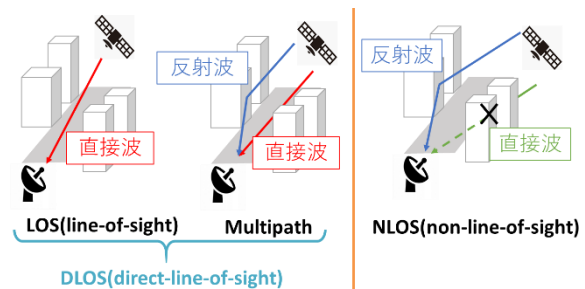 反射波
直接波
直接波
LOS(line-of-sight)
Multipath
DLOS(direct-line-of-sight)
反射波
直接波
NLOS(non-line-of-sight)